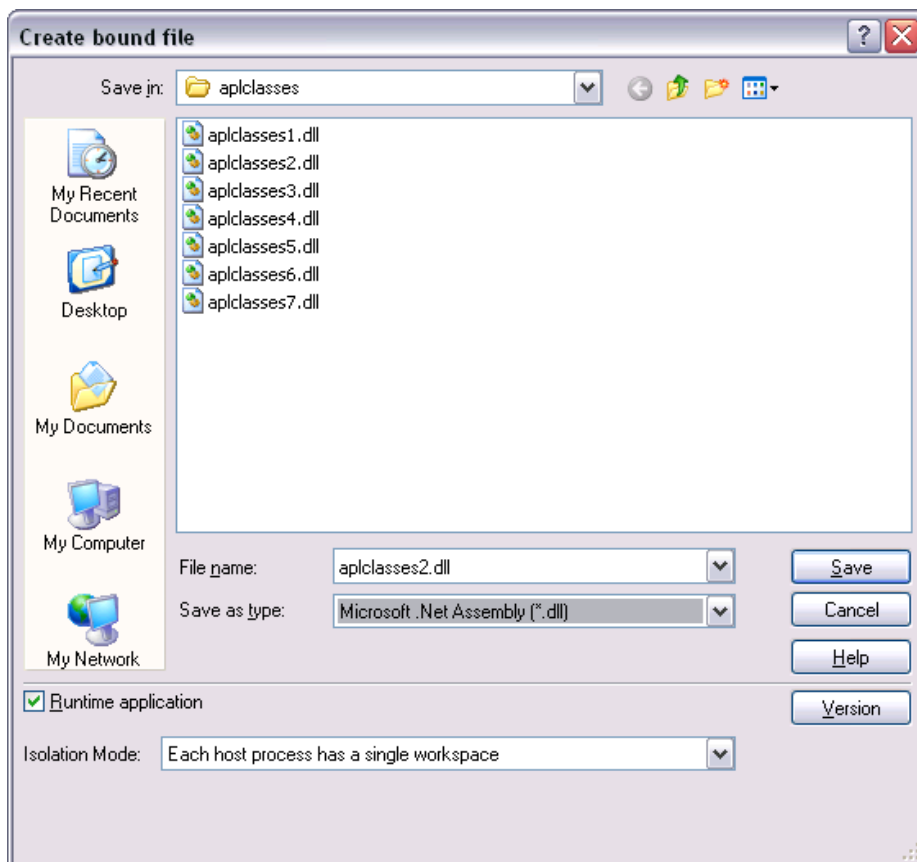 Create bound file
Save in: aplclasses
aplclasses1.dll
aplclasses2.dll
aplclasses3.dll
aplclasses4.dll
aplclasses5.dll
aplclasses6.dll
aplclasses7.dll
My Recent
Documents
Desktop
My Documents
My Computer
My Network
File name: aplclasses2.dll Save
Save as type: Microsoft .Net Assembly (*.dll) Cancel
Help
Runtime application Version
Isolation Mode: Each host process has a single workspace